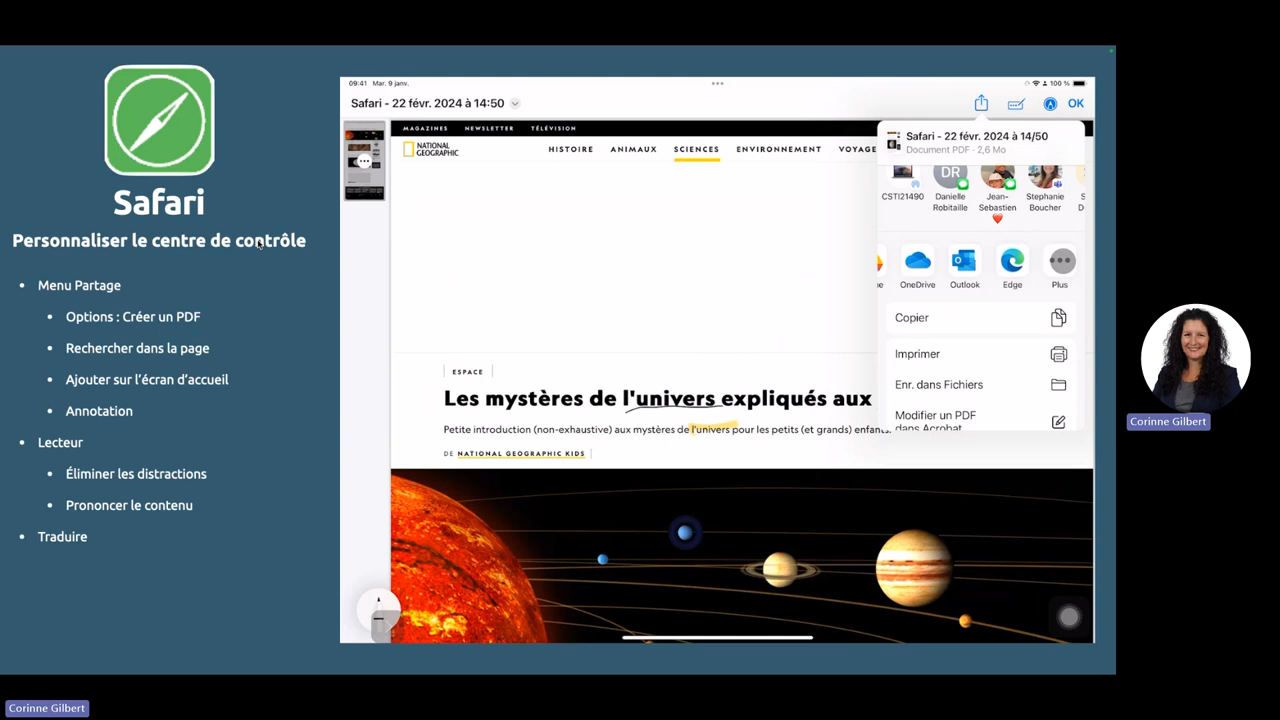 Safari
Personnaliser le centre de contrôle
Menu Partage
Options : Créer un PDF
Rechercher dans la page
Ajouter sur l'écran d'accueil
Annotation
Lecteur
Éliminer les distractions
Prononcer le contenu
Traduire
09:41 Mar. 9 janv.
100 %
Safari - 22 févr. 2024 à 14:50
OK
MAGAZINES NEWSLETTER TÉLÉVISION
NATIONAL
GEOGRAPHIC
HISTOIRE ANIMAUX SCIENCES ENVIRONNEMENT VOYAGE
ESPACE
Les mystères de l'univers expliqués aux
Petite introduction (non-exhaustive) aux mystères de l'univers pour les petits (et grands) enfants.
DE NATIONAL GEOGRAPHIC KIDS
Safari - 22 févr. 2024 à 14/50
Document PDF · 2,6 Mo
DR
CSTI21490
Danielle
Robitaille
Jean-
Sebastien
Stephanie
Boucher
OneDrive Outlook Edge Plus
Copier
Imprimer
Enr. dans Fichiers
Modifier un PDF
dans Acrobat
Corinne Gilbert
Corinne Gilbert